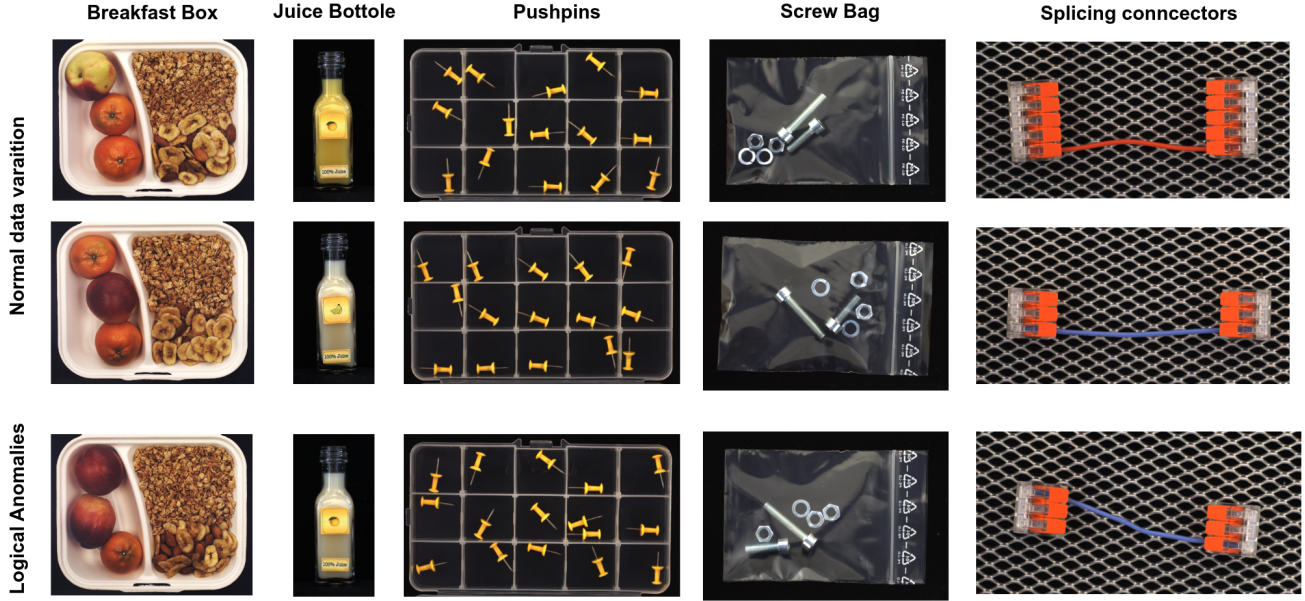 Breakfast Box
Juice Bottole
Pushpins
Screw Bag
Splicing conncectors
Normal data varaition
100% Juice
100% Juice
Logical Anomalies
100% Juice